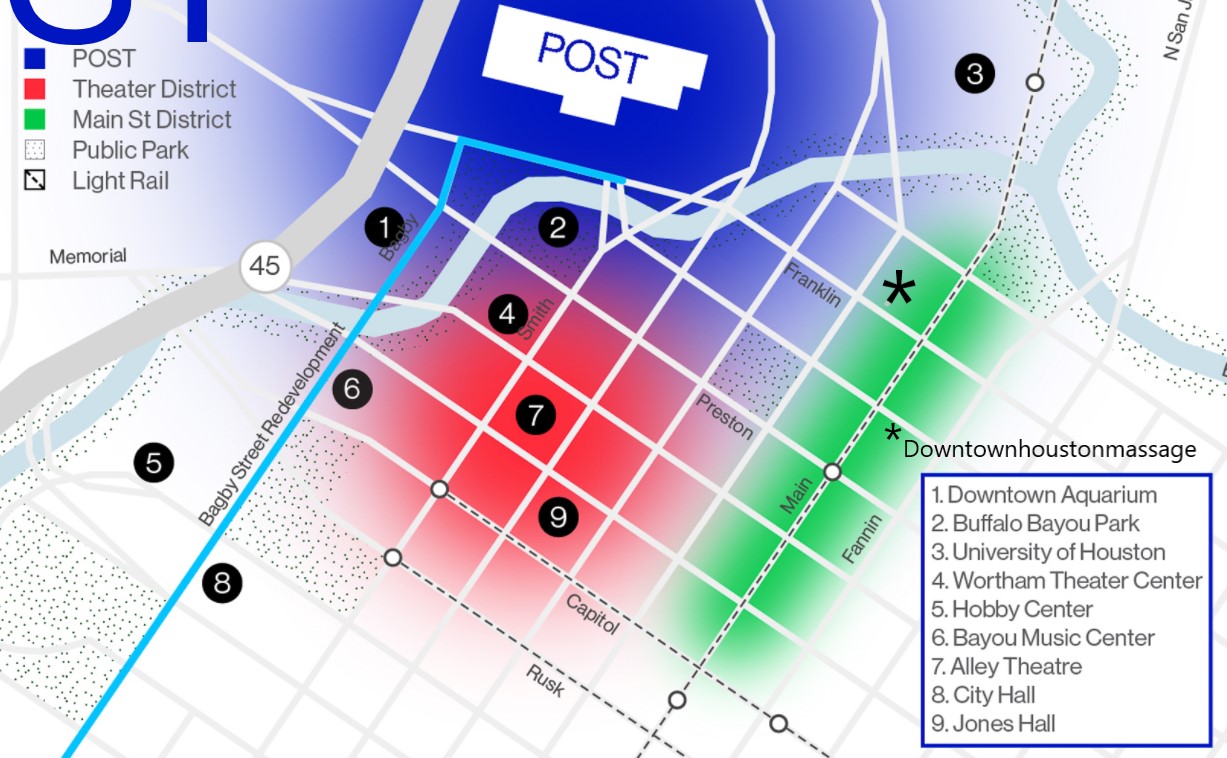 POST
POST
Theater District
Main St District
Public Park
Light Rail
N San J
3
1
Bagby
2
Memorial
45
Franklin
*
4
Smith
6
7
Preston
*Downtownhoustonmassage
5
Bagby Street Redevelopment
9
Main
Fannin
8
Capitol
Rusk
1. Downtown Aquarium
2. Buffalo Bayou Park
3. University of Houston
4. Wortham Theater Center
5. Hobby Center
6. Bayou Music Center
7. Alley Theatre
8. City Hall
9. Jones Hall